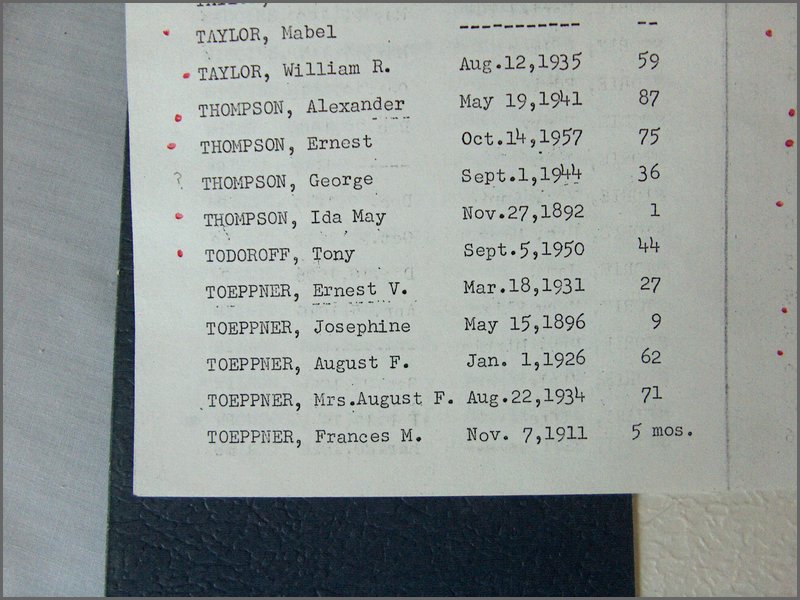 TAYLOR, Mabel ----------- --
TAYLOR, William R. Aug.12,1935 59
THOMPSON, Alexander May 19,1941 87
THOMPSON, Ernest Oct.14,1957 75
? THOMPSON, George Sept.1,1944 36
THOMPSON, Ida May Nov.27,1892 1
TODOROFF, Tony Sept.5,1950 44
TOEPPNER, Ernest V. Mar.18,1931 27
TOEPPNER, Josephine May 15,1896 9
TOEPPNER, August F. Jan. 1,1926 62
TOEPPNER, Mrs.August F. Aug.22,1934 71
TOEPPNER, Frances M. Nov. 7,1911 5 mos.